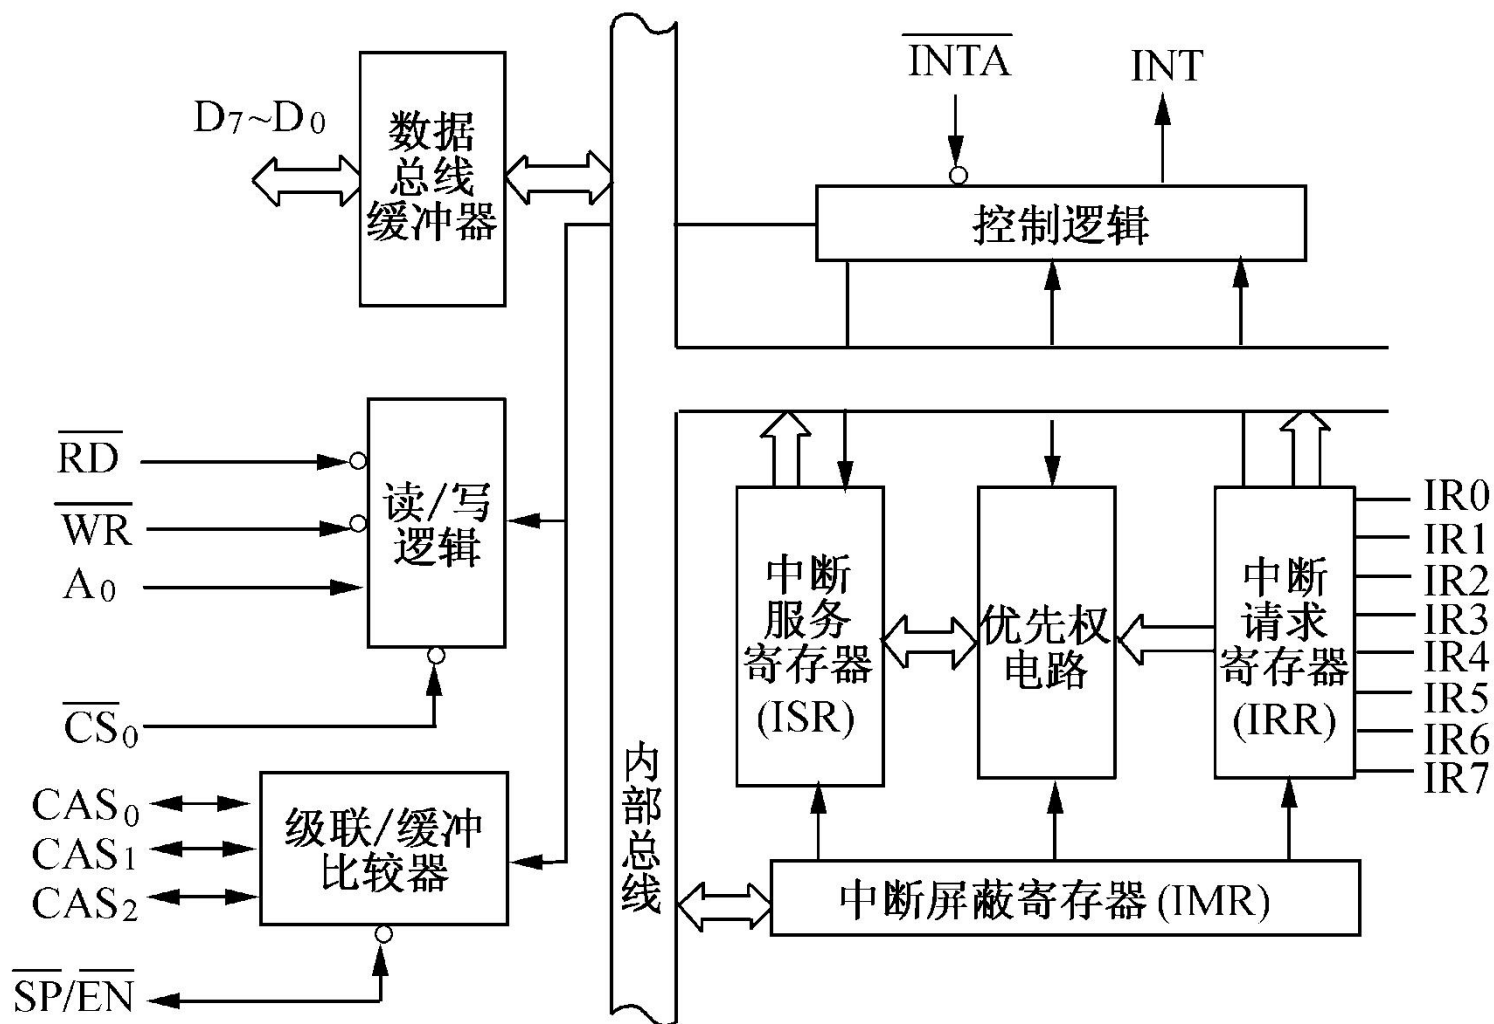 D7~D0
数据
总线
缓冲器
INTA
INT
控制逻辑
RD
WR
A0
读/写
逻辑
CS0
CAS0
CAS1
CAS2
级联/缓冲
比较器
SP/EN
内
部
总
线
中断
服务
寄存器
(ISR)
优先权
电路
中断
请求
寄存器
(IRR)
IR0
IR1
IR2
IR3
IR4
IR5
IR6
IR7
中断屏蔽寄存器(IMR)